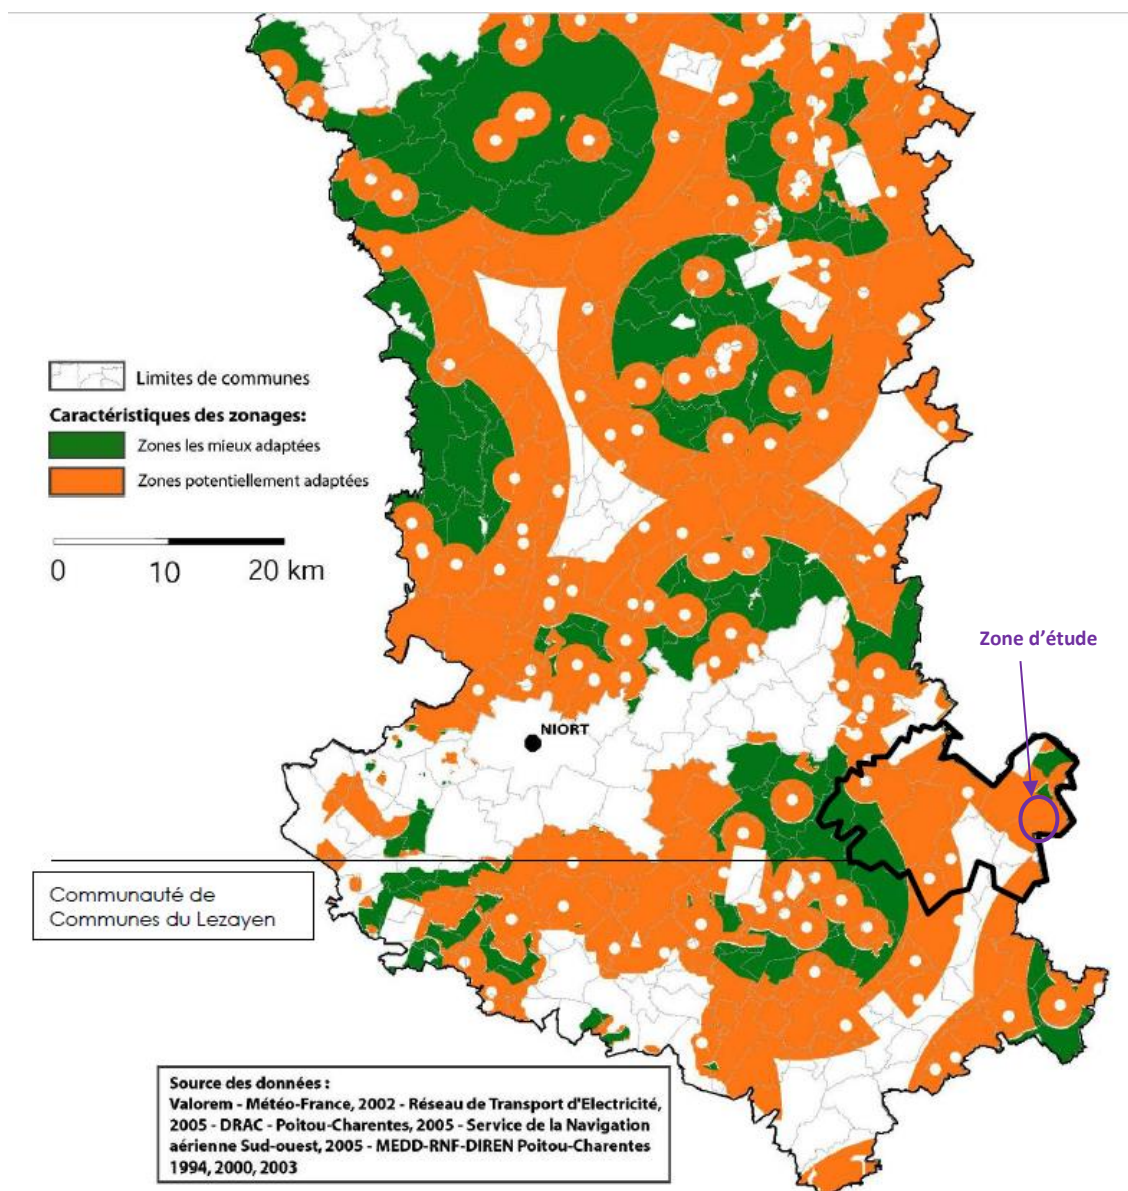 Limites de communes
Caractéristiques des zonages:
Zones les mieux adaptées
Zones potentiellement adaptées
0 10 20 km
Zone d'étude
NIORT
Communauté de
Communes du Lezayen
Source des données :
Valorem - Météo-France, 2002 - Réseau de Transport d'Electricité,
2005 - DRAC - Poitou-Charentes, 2005 - Service de la Navigation
aérienne Sud-ouest, 2005 - MEDD-RNF-DIREN Poitou-Charentes
1994, 2000, 2003